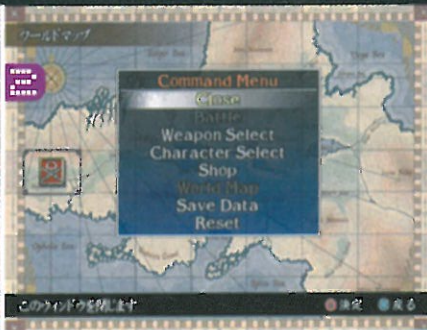 ワールドマップ
2
Command Menu
Close
Battle
Weapon Select
Character Select
Shop
World Map
Save Data
Reset
このウィンドウを閉じます
決定
戻る